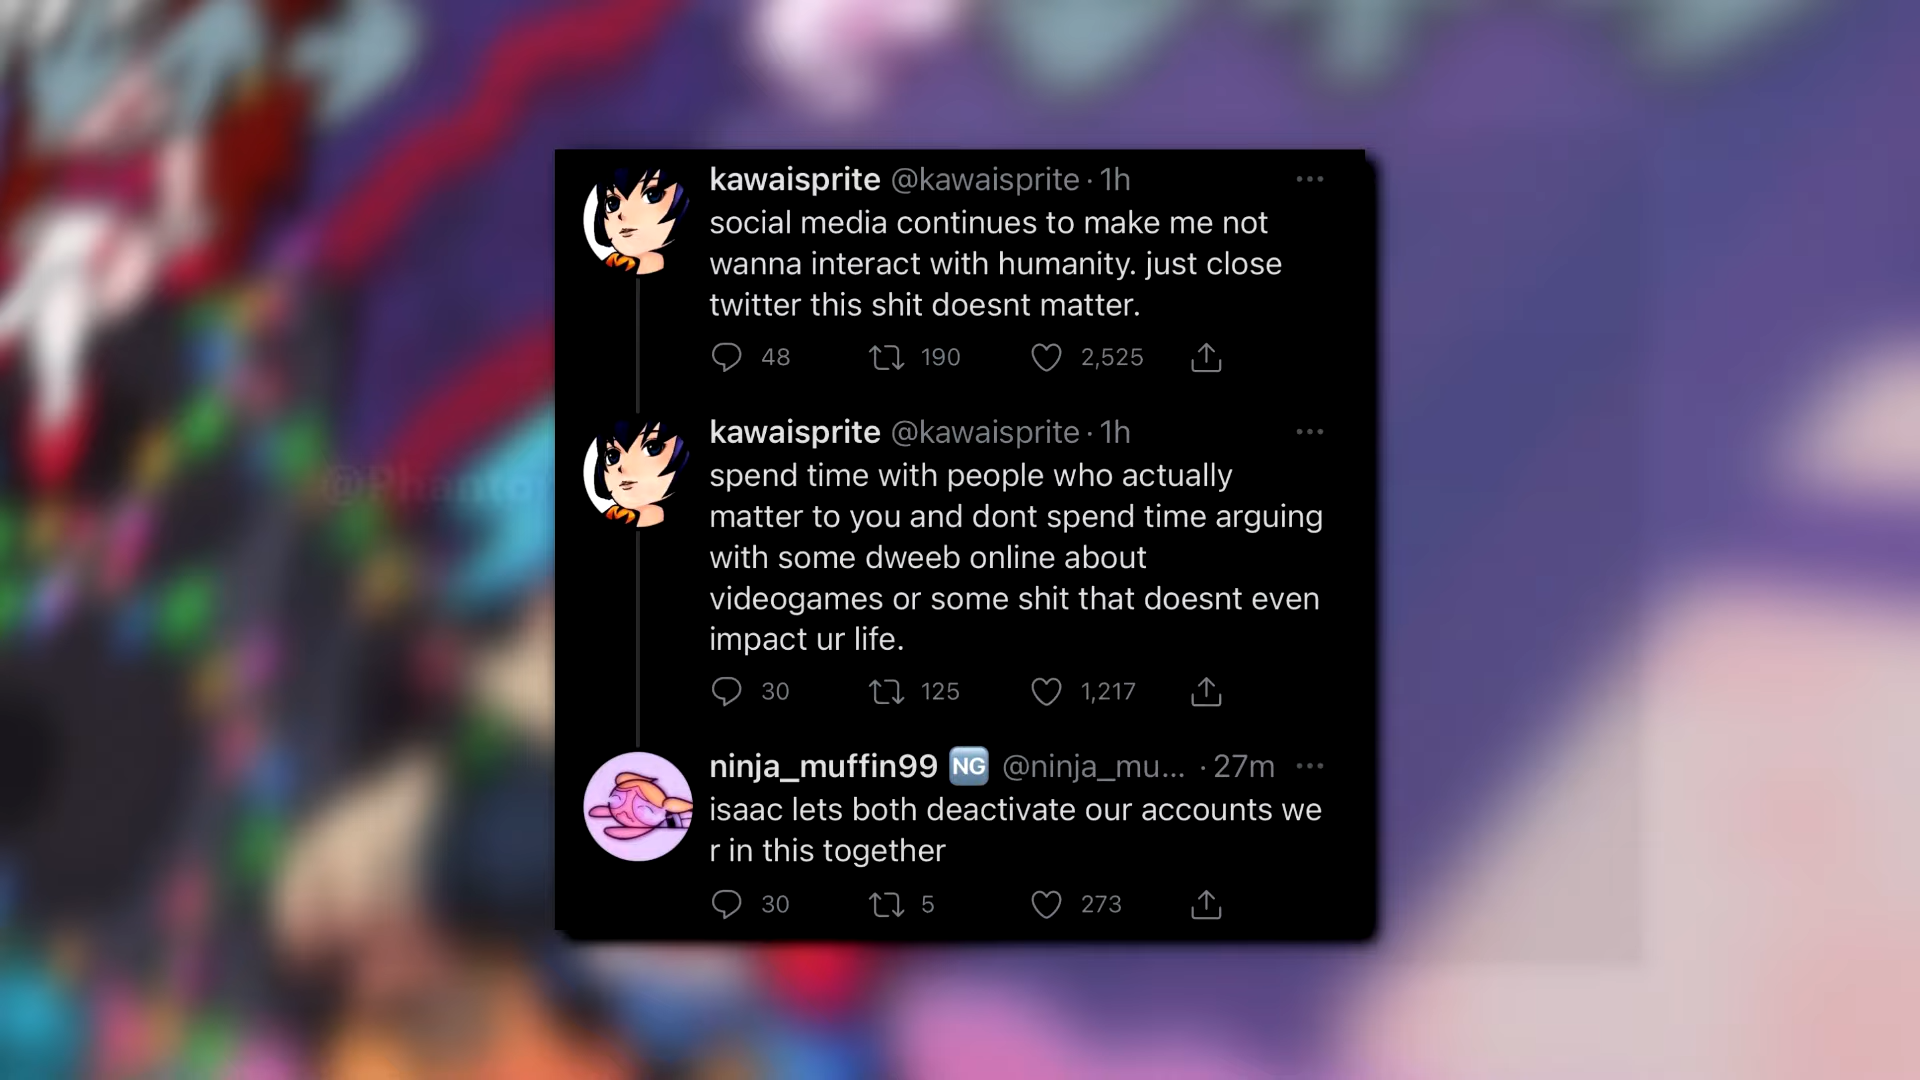 kawaisprite @kawaisprite · 1h
social media continues to make me not
wanna interact with humanity. just close
twitter this shit doesnt matter.
48 190 2,525
kawaisprite @kawaisprite · 1h
spend time with people who actually
matter to you and dont spend time arguing
with some dweeb online about
videogames or some shit that doesnt even
impact ur life.
30 125 1,217
ninja_muffin99 NG @ninja_mu... · 27m
isaac lets both deactivate our accounts we
r in this together
30 5 273